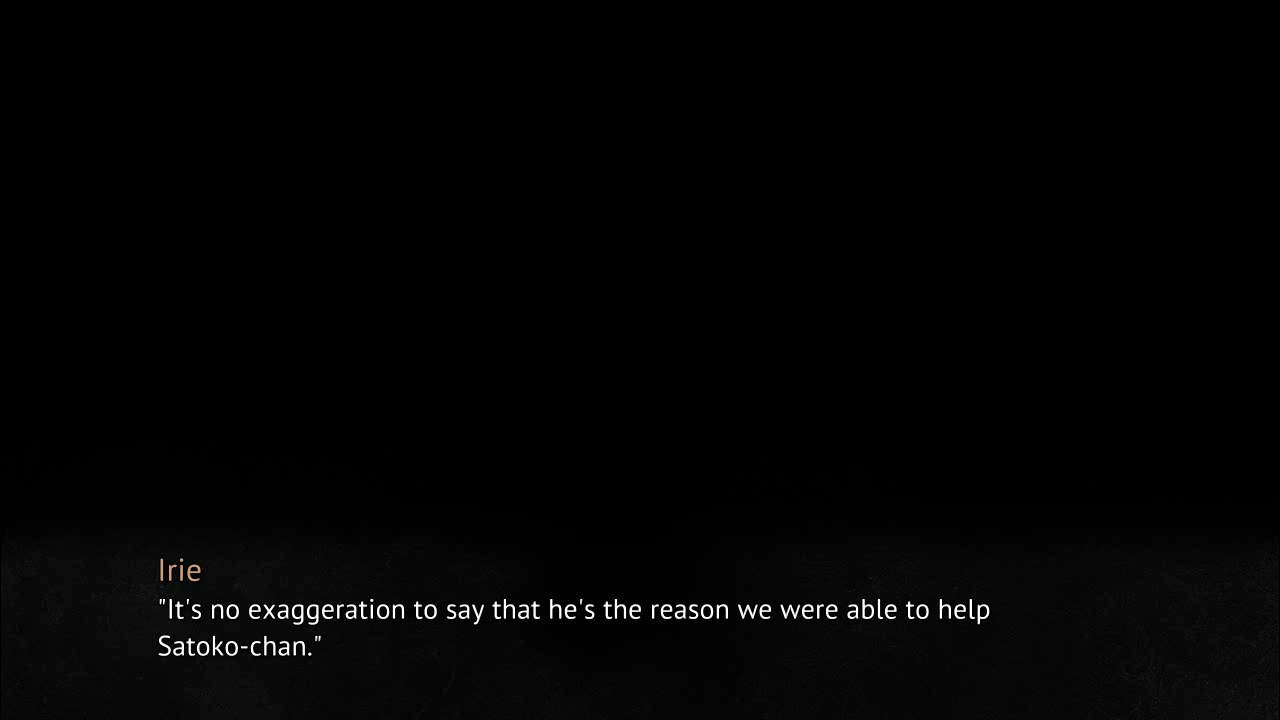 Irie
"It's no exaggeration to say that he's the reason we were able to help
Satoko-chan."